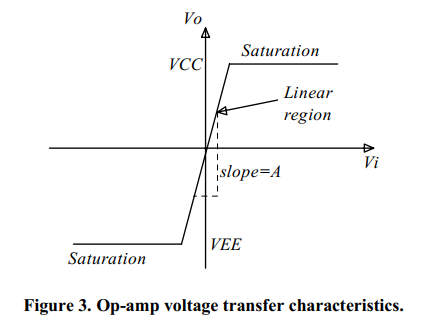 Vo
Saturation
VCC
Linear
region
Vi
slope=A
VEE
Saturation
Figure 3. Op-amp voltage transfer characteristics.